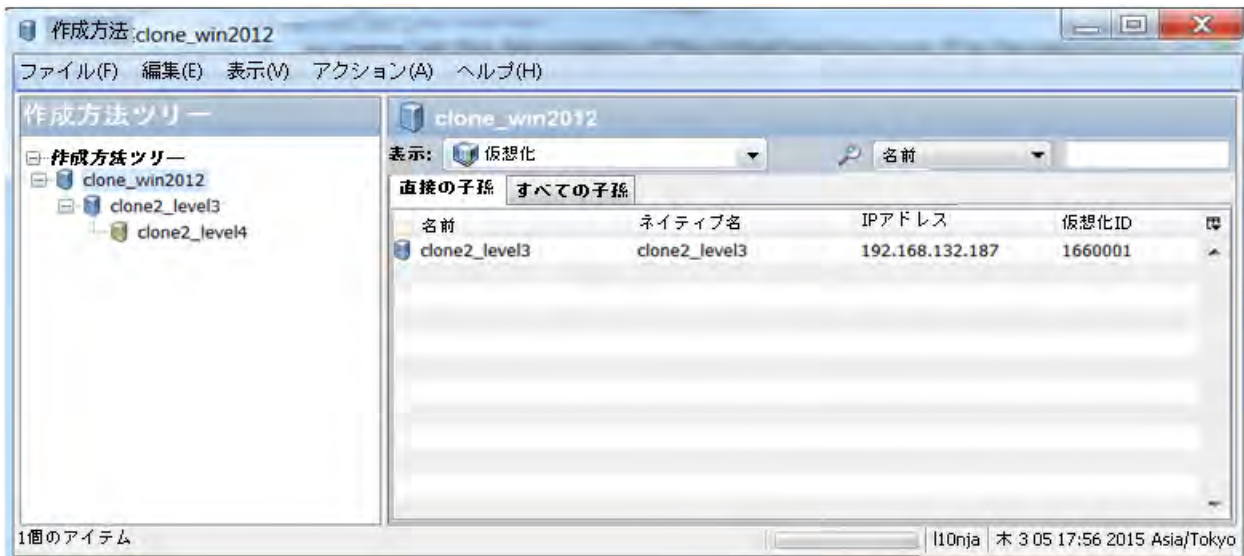 作成方法:clone_win2012
ファイル(F) 編集(E) 表示(V) アクション(A) ヘルプ(H)
作成方法ツリー
作成方法ツリー
clone_win2012
clone2_level3
clone2_level4
clone_win2012
表示: 仮想化 名前
直接の子孫 すべての子孫
名前 ネイティブ名 IPアドレス 仮想化ID
clone2_level3 clone2_level3 192.168.132.187 1660001
1個のアイテム l10nja 木 3 05 17:56 2015 Asia/Tokyo